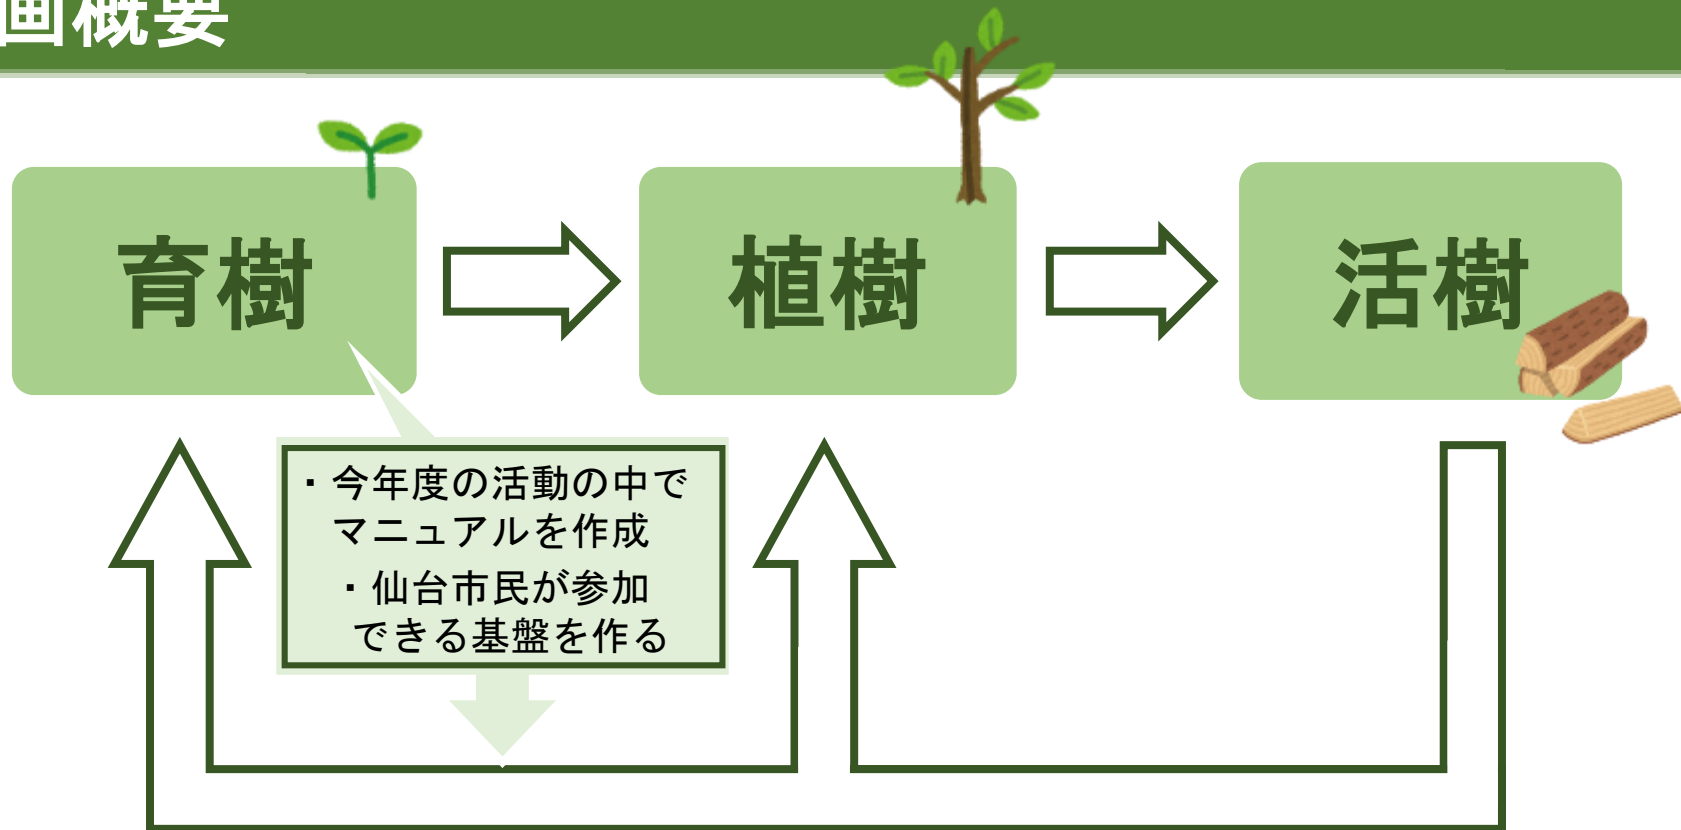 画概要
育樹
植樹
活樹
・今年度の活動の中で
マニュアルを作成
・仙台市民が参加
できる基盤を作る